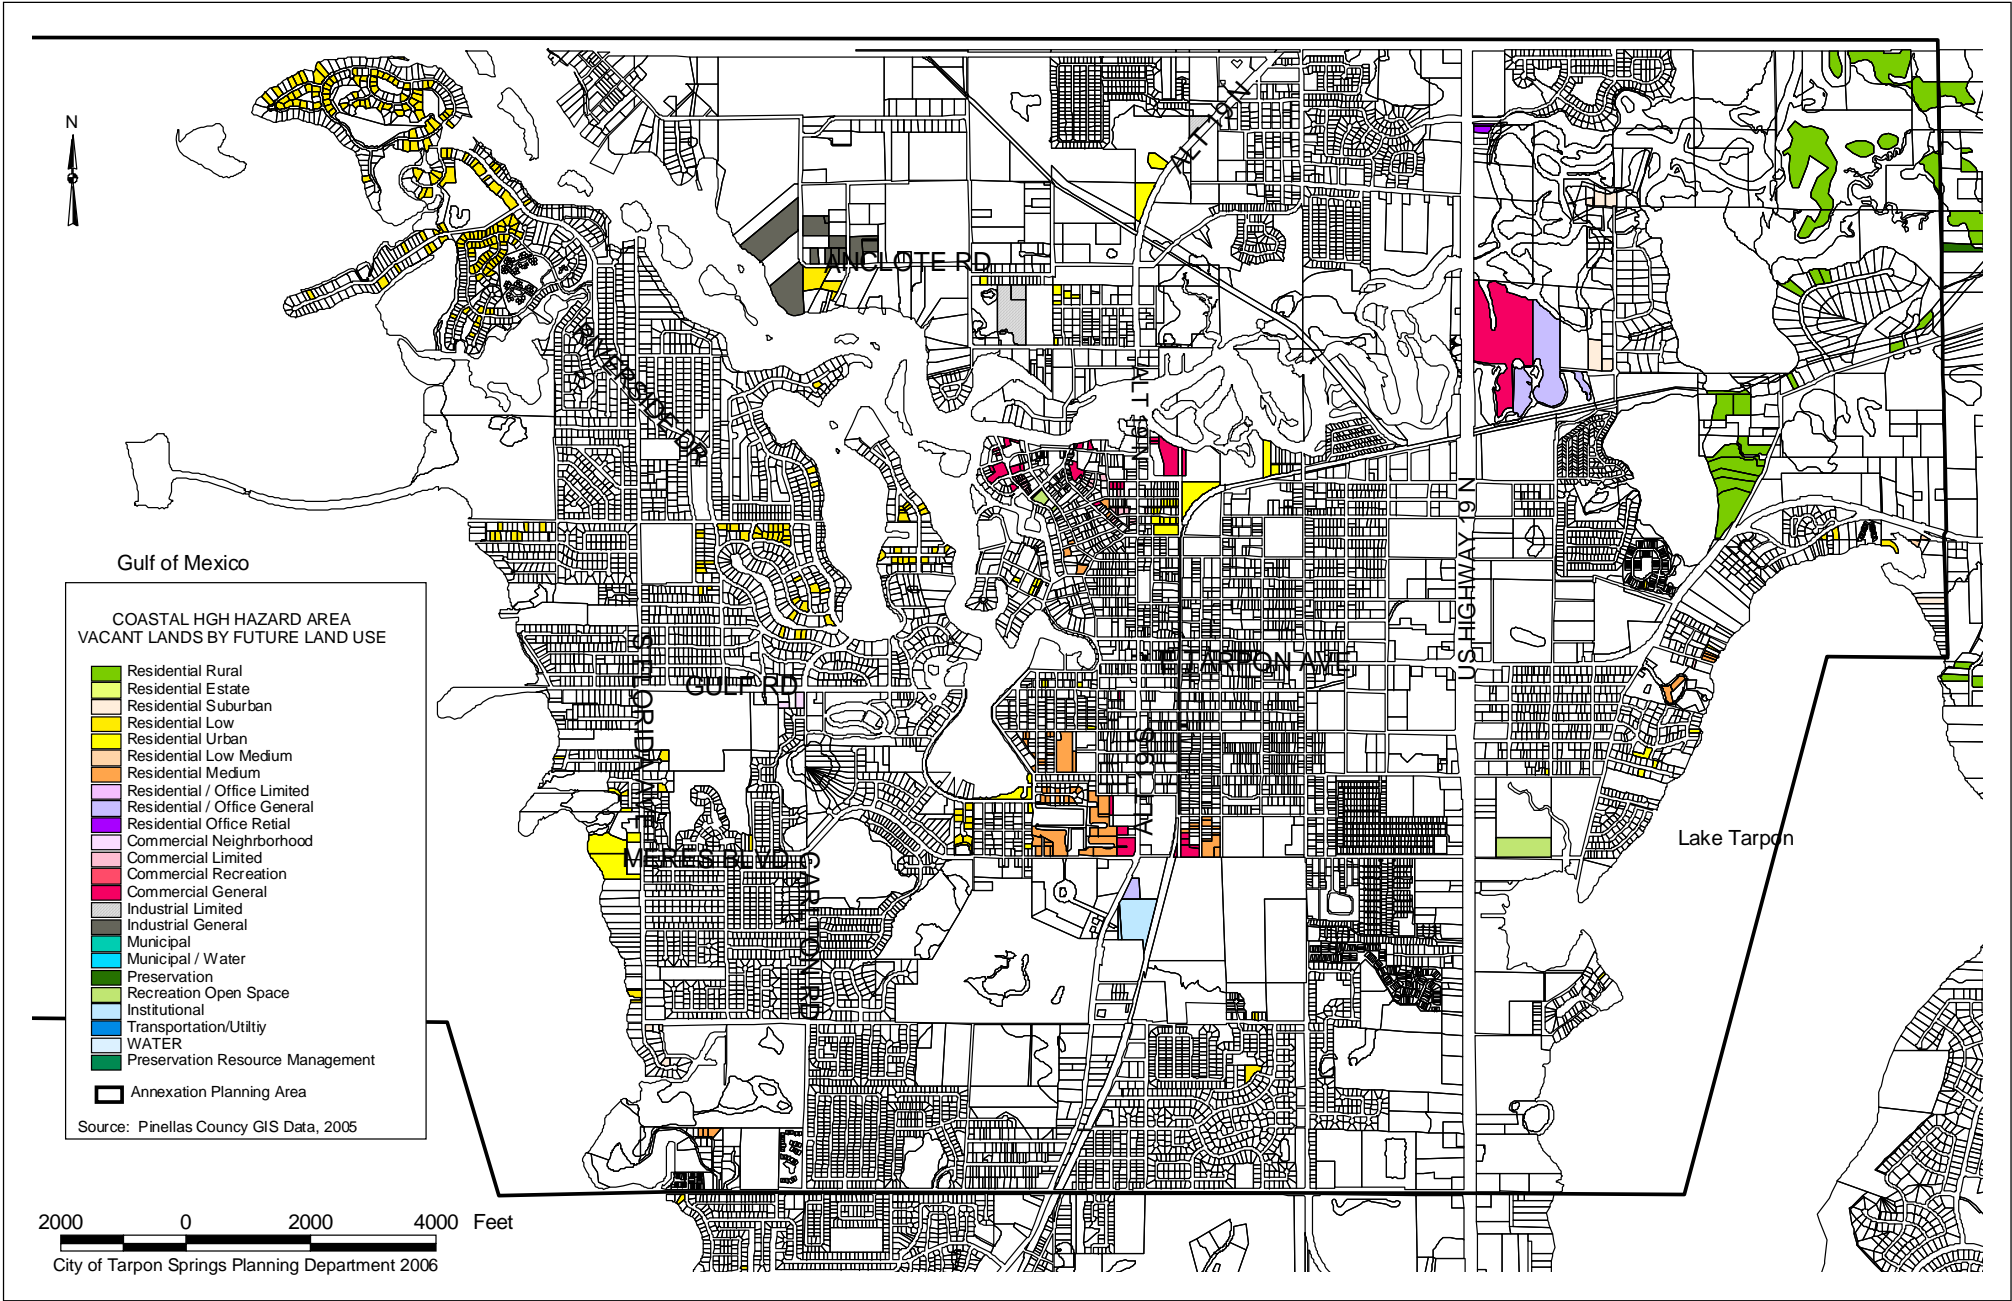 N
ALT 19 N
ANCLOTE RD
RIVERSIDE DR
ALT 19 N
US HIGHWAY 19 N
Gulf of Mexico
COASTAL HGH HAZARD AREA
VACANT LANDS BY FUTURE LAND USE
Residential Rural
Residential Estate
Residential Suburban
Residential Low
Residential Urban
Residential Low Medium
Residential Medium
Residential / Office Limited
Residential / Office General
Residential Office Retial
Commercial Neighrborhood
Commercial Limited
Commercial Recreation
Commercial General
Industrial Limited
Industrial General
Municipal
Municipal / Water
Preservation
Recreation Open Space
Institutional
Transportation/Utiltiy
WATER
Preservation Resource Management
Annexation Planning Area
Source: Pinellas Councy GIS Data, 2005
E TARPON AVE
GULF RD
S FLORIDA AVE
ALT 19 S
MERES BLVD
CARLTON RD
Lake Tarpon
2000 0 2000 4000 Feet
City of Tarpon Springs Planning Department 2006